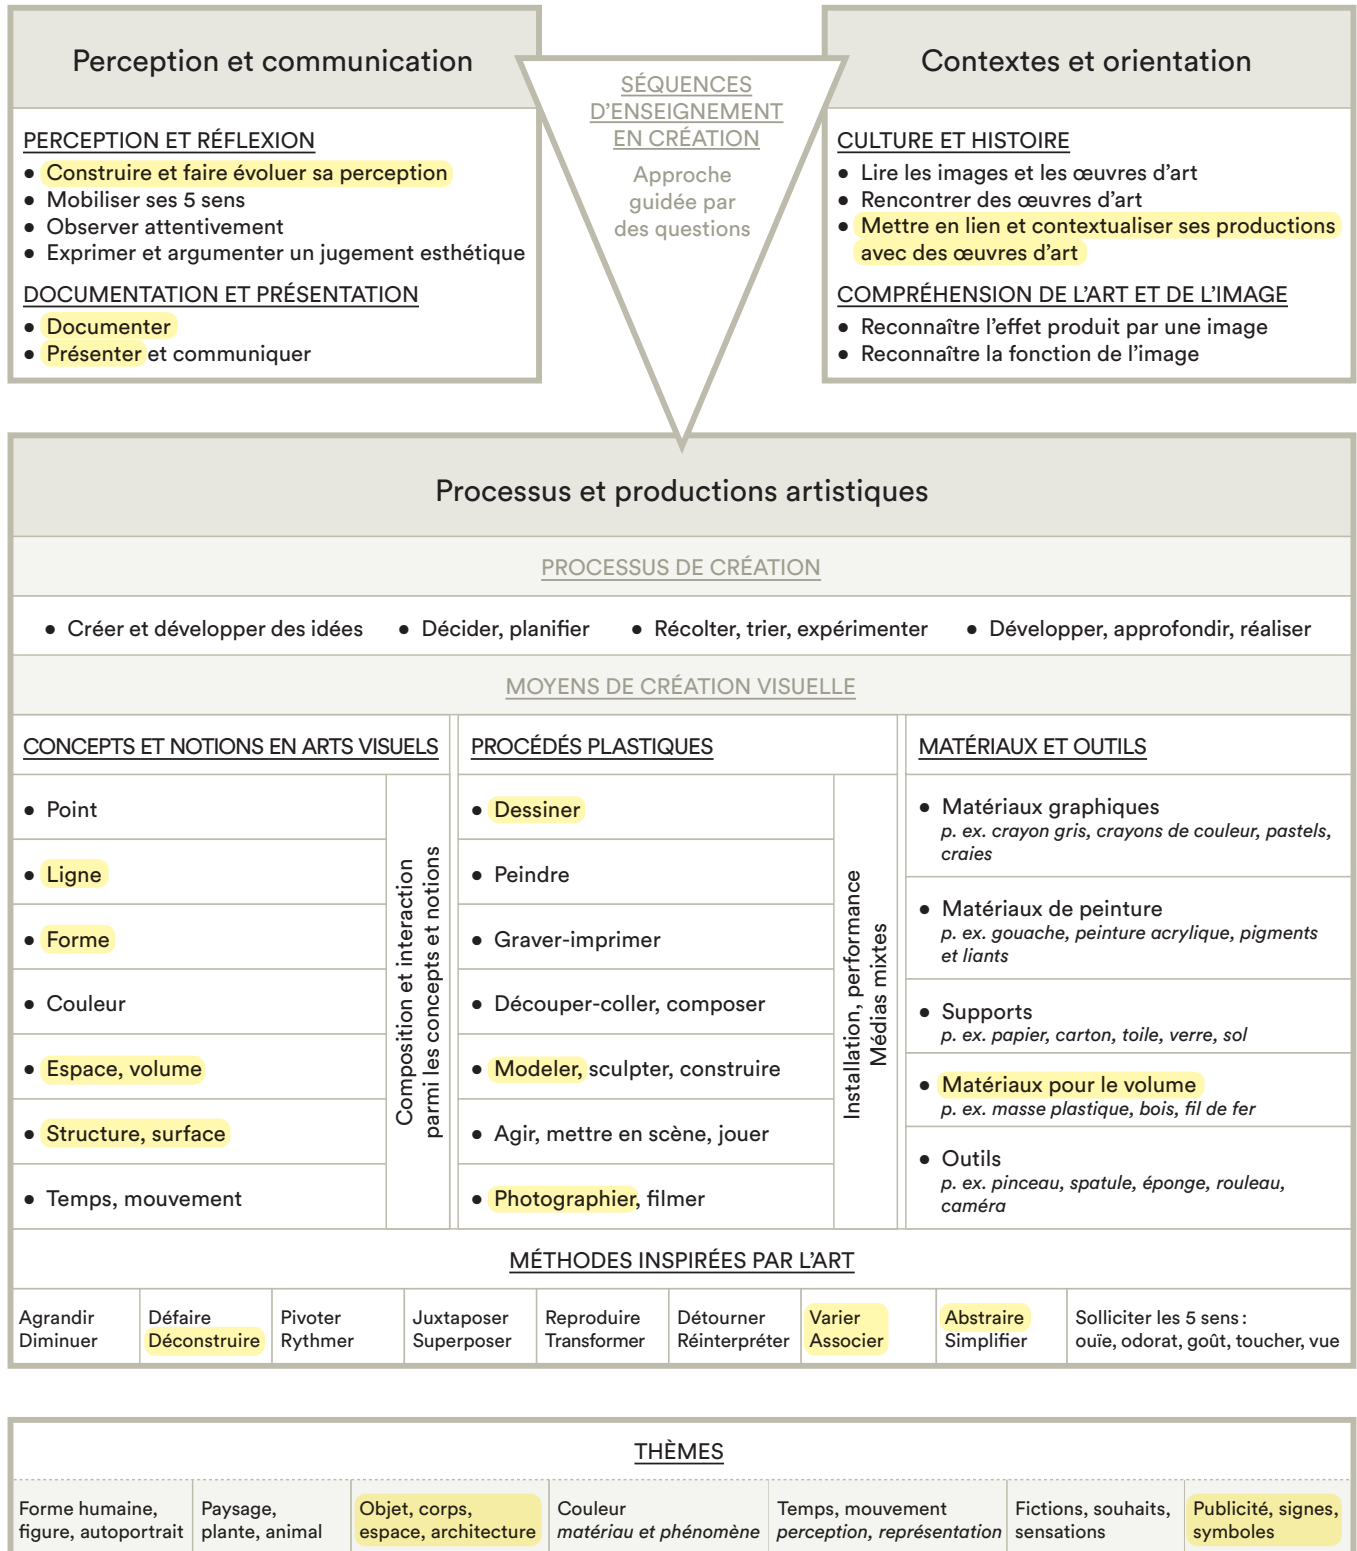 Perception et communication
PERCEPTION ET RÉFLEXION
• Construire et faire évoluer sa perception
• Mobiliser ses 5 sens
• Observer attentivement
• Exprimer et argumenter un jugement esthétique
DOCUMENTATION ET PRÉSENTATION
• Documenter
• Présenter et communiquer
SÉQUENCES
D'ENSEIGNEMENT
EN CRÉATION
Approche
guidée par
des questions
Contextes et orientation
CULTURE ET HISTOIRE
• Lire les images et les œuvres d'art
• Rencontrer des œuvres d'art
• Mettre en lien et contextualiser ses productions
avec des œuvres d'art
COMPRÉHENSION DE L'ART ET DE L'IMAGE
• Reconnaître l'effet produit par une image
• Reconnaître la fonction de l'image
Processus et productions artistiques
PROCESSUS DE CRÉATION
• Créer et développer des idées • Décider, planifier • Récolter, trier, expérimenter • Développer, approfondir, réaliser
MOYENS DE CRÉATION VISUELLE
CONCEPTS ET NOTIONS EN ARTS VISUELS
• Point
• Ligne
• Forme
• Couleur
• Espace, volume
• Structure, surface
• Temps, mouvement
Composition et interaction
parmi les concepts et notions
PROCÉDÉS PLASTIQUES
• Dessiner
• Peindre
• Graver-imprimer
• Découper-coller, composer
• Modeler, sculpter, construire
• Agir, mettre en scène, jouer
• Photographier, filmer
Installation, performance
Médias mixtes
MATÉRIAUX ET OUTILS
• Matériaux graphiques
p. ex. crayon gris, crayons de couleur, pastels,
craies
• Matériaux de peinture
p. ex. gouache, peinture acrylique, pigments
et liants
• Supports
p. ex. papier, carton, toile, verre, sol
• Matériaux pour le volume
p. ex. masse plastique, bois, fil de fer
• Outils
p. ex. pinceau, spatule, éponge, rouleau,
caméra
MÉTHODES INSPIRÉES PAR L'ART
Agrandir
Diminuer
Défaire
Déconstruire
Pivoter
Rythmer
Juxtaposer
Superposer
Reproduire
Transformer
Détourner
Réinterpréter
Varier
Associer
Abstraire
Simplifier
Solliciter les 5 sens :
ouïe, odorat, goût, toucher, vue
THÈMES
Forme humaine,
figure, autoportrait
Paysage,
plante, animal
Objet, corps,
espace, architecture
Couleur
matériau et phénomène
Temps, mouvement
perception, représentation
Fictions, souhaits,
sensations
Publicité, signes,
symboles